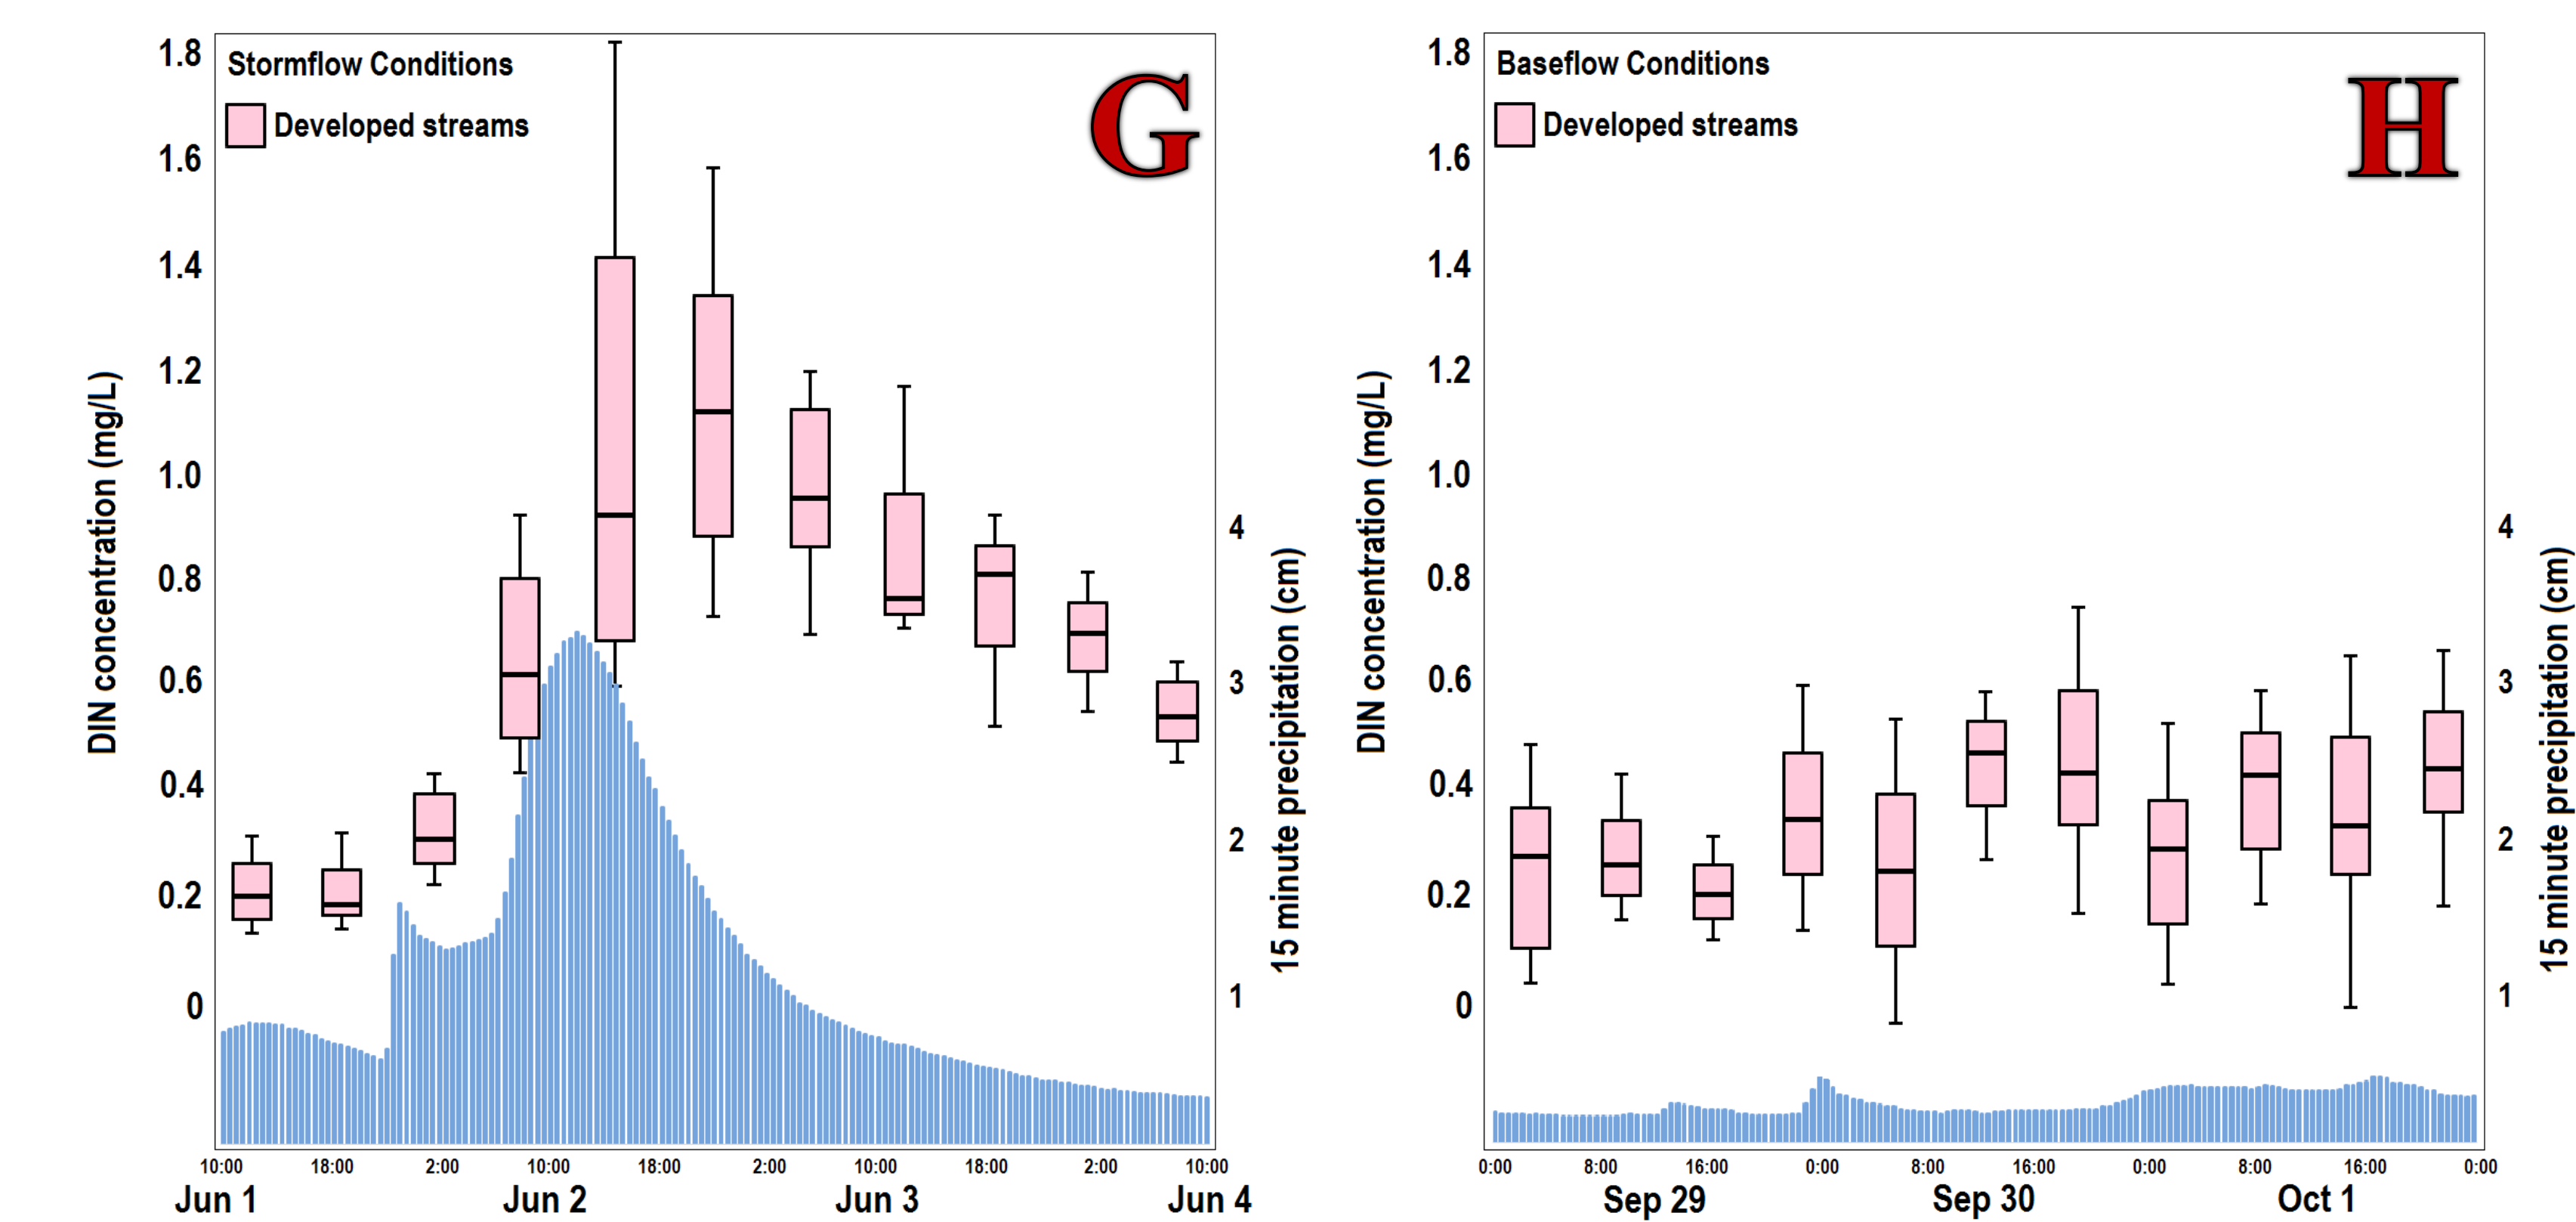 Stormflow Conditions
Developed streams
G
DIN concentration (mg/L)
1.8
1.6
1.4
1.2
1.0
0.8
0.6
0.4
0.2
0
4
3
2
1
15 minute precipitation (cm)
10:00 18:00 2:00 10:00 18:00 2:00 10:00 18:00 2:00 10:00
Jun 1 Jun 2 Jun 3 Jun 4
Baseflow Conditions
Developed streams
H
DIN concentration (mg/L)
1.8
1.6
1.4
1.2
1.0
0.8
0.6
0.4
0.2
0
4
3
2
1
15 minute precipitation (cm)
0:00 8:00 16:00 0:00 8:00 16:00 0:00 8:00 16:00 0:00
Sep 29 Sep 30 Oct 1